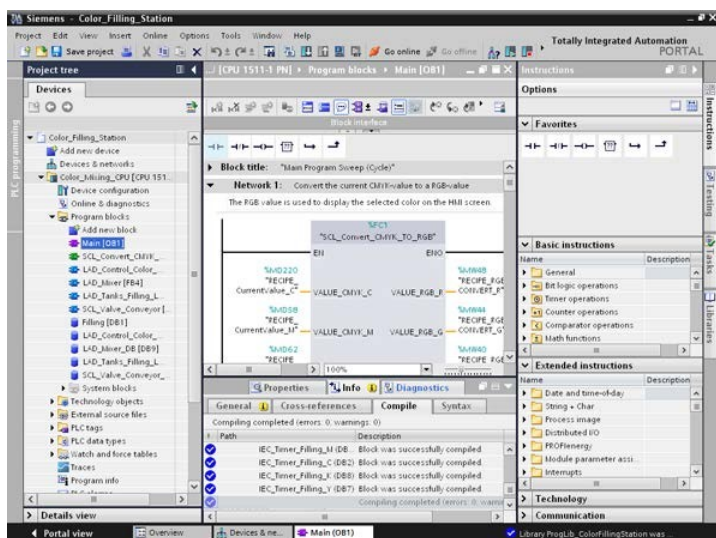 Siemens - Color_Filling_Station
Project Edit View Insert Online Options Tools Window Help
Totally Integrated Automation
PORTAL
Save project
Go online
Go offline
Project tree
... [CPU 1511-1 PN] Program blocks Main [OB1]
Instructions
Devices
Options
Block interface
Favorites
PLC programming
Color_Filling_Station
Add new device
Devices & networks
Color_Mixing_CPU [CPU 151...
Device configuration
Online & diagnostics
Program blocks
Add new block
Main [OB1]
SCL_Convert_CMYK_...
LAD_Control_Color_...
LAD_Mixer [FB4]
LAD_Tanks_Filling_L...
SCL_Valve_Conveyor [...
Filling [DB1]
LAD_Control_Color_...
LAD_Mixer_DB [DB9]
LAD_Tanks_Filling_L...
SCL_Valve_Conveyor_...
System blocks
Technology objects
External source files
PLC tags
PLC data types
Watch and force tables
Traces
Program info
Details view
Block title: "Main Program Sweep (Cycle)"
Network 1: Convert the current CMYK-value to a RGB-value
The RGB value is used to display the selected color on the HMI screen.
%FC1
"SCL_Convert_CMYK_TO_RGB"
EN ENO
%MD220
"RECIPE_
CurrentValue_C"
VALUE_CMYK_C
VALUE_RGB_R
%MW48
"RECIPE_RGB
CONVERT_R"
%MD58
"RECIPE_
CurrentValue_M"
VALUE_CMYK_M
VALUE_RGB_G
%MW44
"RECIPE_RGB
CONVERT_G"
%MD62
"RECIPE
%MW40
"RECIPE RGB
100%
Properties
Info
Diagnostics
General
Cross-references
Compile
Syntax
Compiling completed (errors: 0, warnings: 0)
! Path Description
IEC_Timer_Filling_M (DB... Block was successfully compiled.
IEC_Timer_Filling_C (DB2) Block was successfully compiled.
IEC_Timer_Filling_K (DB6) Block was successfully compiled.
IEC_Timer_Filling_Y (DB7) Block was successfully compiled.
Compiling completed (errors: 0, warnin
Basic instructions
Name Description
General
Bit logic operations
Timer operations
Counter operations
Comparator operations
Math functions
Extended instructions
Name Description
Date and time-of-day
String + Char
Process image
Distributed I/O
PROFIenergy
Module parameter assi...
Interrupts
Technology
Communication
Instructions
Testing
Tasks
Libraries
Portal view
Overview
Devices & ne...
Main (OB1)
Library ProgLib_ColorFillingStation was ...